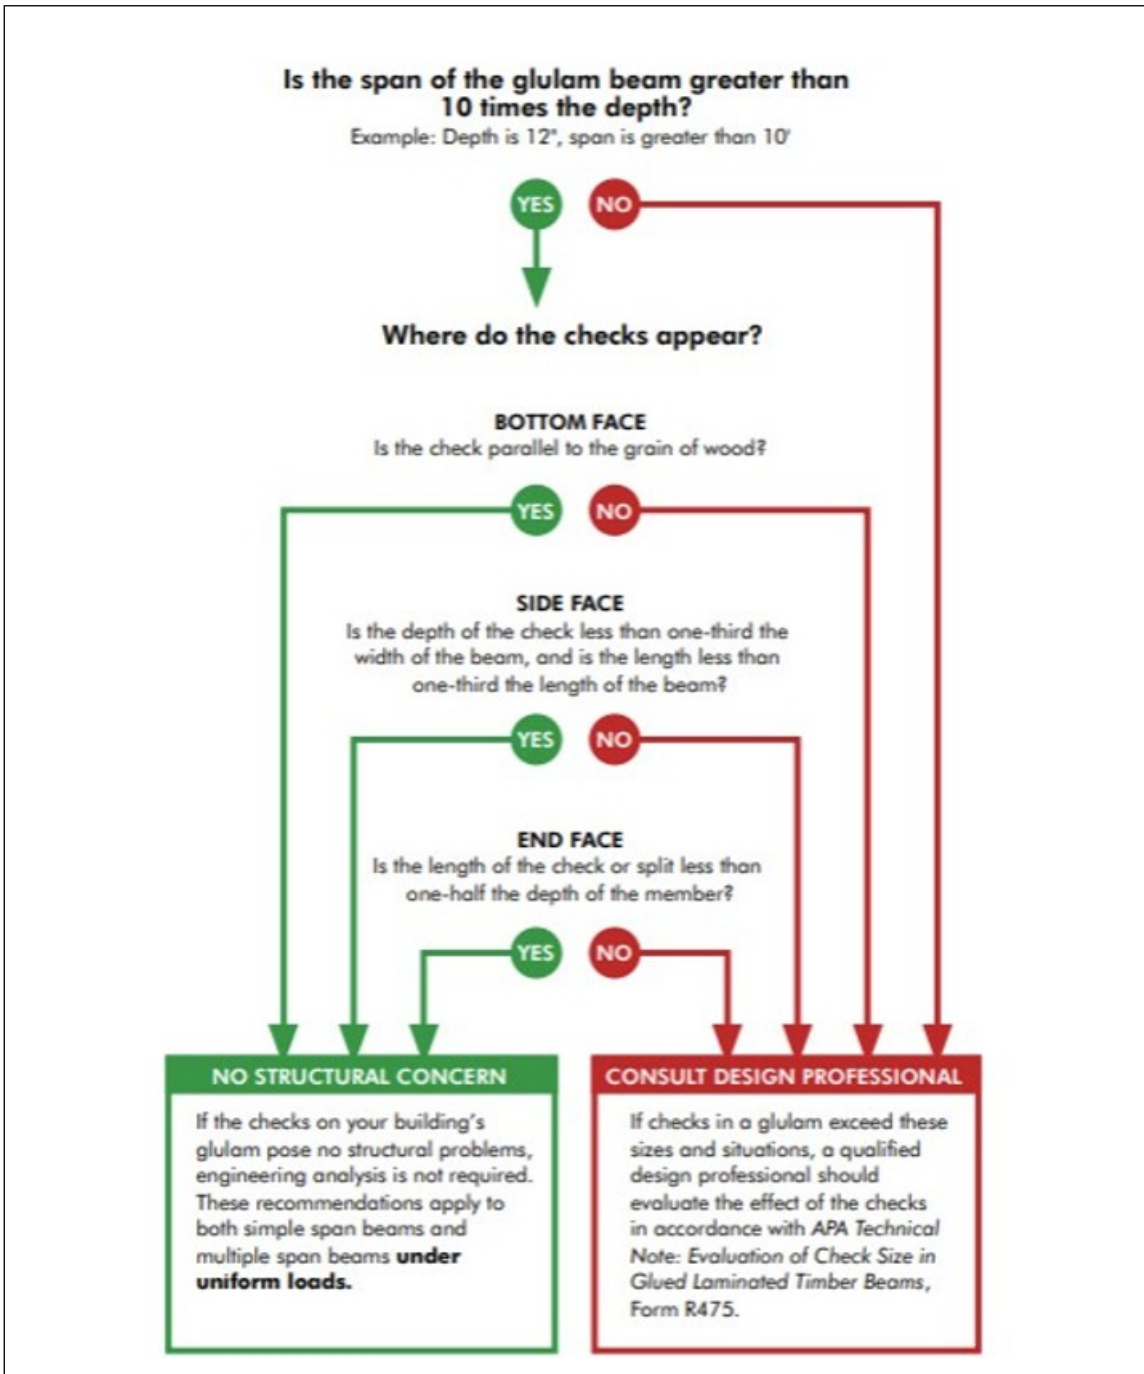 Is the span of the glulam beam greater than
10 times the depth?
Example: Depth is 12", span is greater than 10'
YES NO
Where do the checks appear?
BOTTOM FACE
Is the check parallel to the grain of wood?
YES NO
SIDE FACE
Is the depth of the check less than one-third the
width of the beam, and is the length less than
one-third the length of the beam?
YES NO
END FACE
Is the length of the check or split less than
one-half the depth of the member?
YES NO
NO STRUCTURAL CONCERN
If the checks on your building's
glulam pose no structural problems,
engineering analysis is not required.
These recommendations apply to
both simple span beams and
multiple span beams under
uniform loads.
CONSULT DESIGN PROFESSIONAL
If checks in a glulam exceed these
sizes and situations, a qualified
design professional should
evaluate the effect of the checks
in accordance with APA Technical
Note: Evaluation of Check Size in
Glued Laminated Timber Beams,
Form R475.